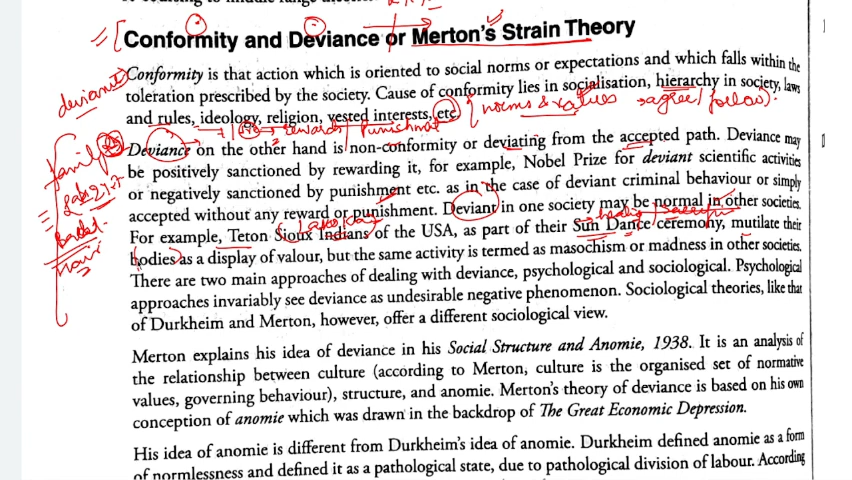 Conformity and Deviance or Merton's Strain Theory
Conformity is that action which is oriented to social norms or expectations and which falls within the
toleration prescribed by the society. Cause of conformity lies in socialisation, hierarchy in society, laws
and rules, ideology, religion, vested interests, etc.
deviant
norms & values → agree / follow).
rewards / Punishment
Deviance on the other hand is non-conformity or deviating from the accepted path. Deviance may
be positively sanctioned by rewarding it, for example, Nobel Prize for deviant scientific activities
or negatively sanctioned by punishment etc. as in the case of deviant criminal behaviour or simply
accepted without any reward or punishment. Deviant in one society may be normal in other societies.
For example, Teton Sioux Indians of the USA, as part of their Sun Dance ceremony, mutilate their
bodies as a display of valour, but the same activity is termed as masochism or madness in other societies.
There are two main approaches of dealing with deviance, psychological and sociological. Psychological
approaches invariably see deviance as undesirable negative phenomenon. Sociological theories, like that
of Durkheim and Merton, however, offer a different sociological view.
Merton explains his idea of deviance in his Social Structure and Anomie, 1938. It is an analysis of
the relationship between culture (according to Merton, culture is the organised set of normative
values, governing behaviour), structure, and anomie. Merton's theory of deviance is based on his own
conception of anomie which was drawn in the backdrop of The Great Economic Depression.
His idea of anomie is different from Durkheim's idea of anomie. Durkheim defined anomie as a form
of normlessness and defined it as a pathological state, due to pathological division of labour. According